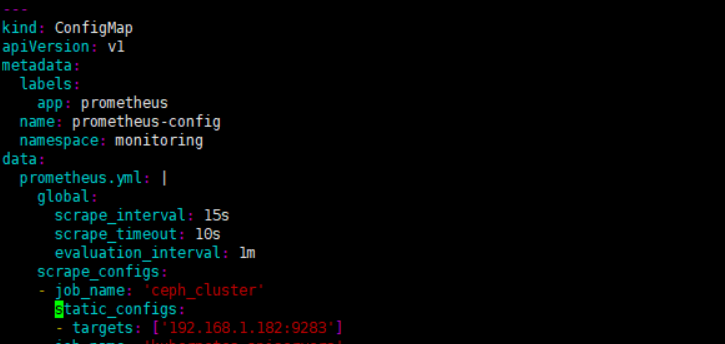 ---
kind: ConfigMap
apiVersion: v1
metadata:
  labels:
    app: prometheus
  name: prometheus-config
  namespace: monitoring
data:
  prometheus.yml: |
    global:
      scrape_interval: 15s
      scrape_timeout: 10s
      evaluation_interval: 1m
    scrape_configs:
    - job_name: 'ceph_cluster'
      static_configs:
      - targets: ['192.168.1.182:9283']